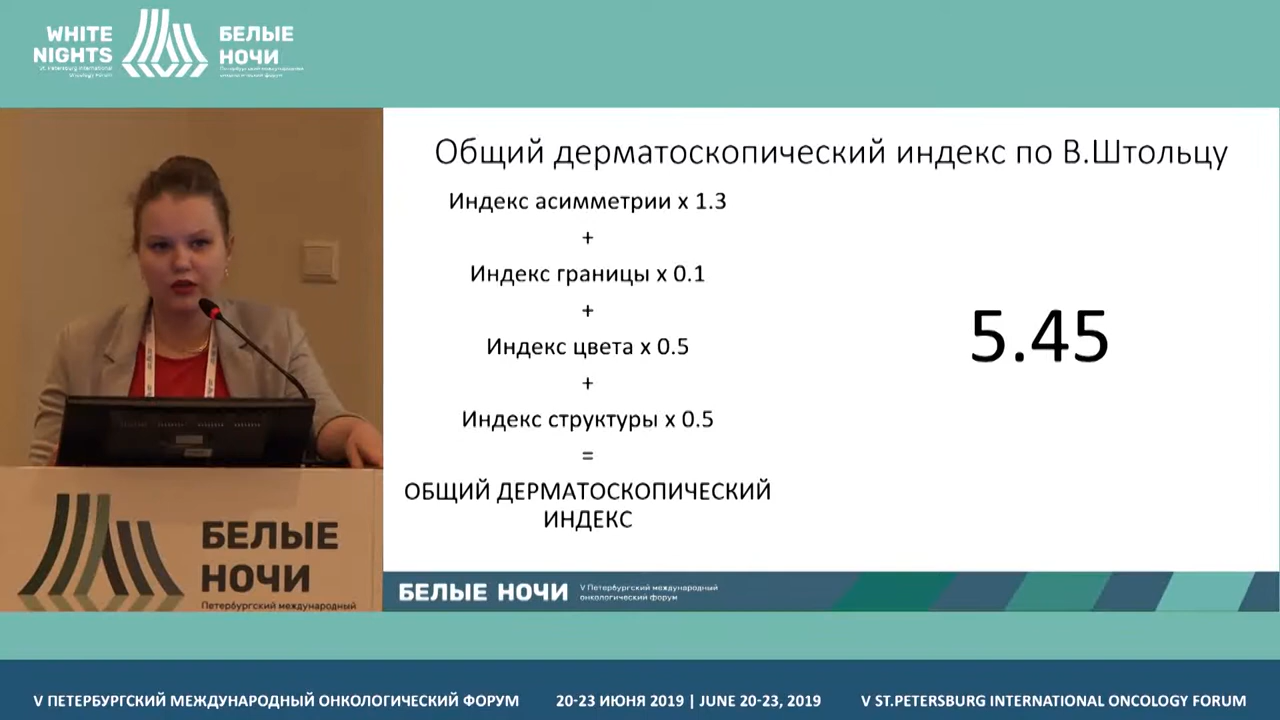 WHITE
NIGHTS
БЕЛЫЕ
НОЧИ
Общий дерматоскопический индекс по В.Штольцу
Индекс асимметрии x 1.3
+
Индекс границы x 0.1
+
Индекс цвета x 0.5
+
Индекс структуры x 0.5
=
ОБЩИЙ ДЕРМАТОСКОПИЧЕСКИЙ
ИНДЕКС
5.45
БЕЛЫЕ
НОЧИ
Петербургский международный
БЕЛЫЕ НОЧИ
V Петербургский международный
онкологический форум
V ПЕТЕРБУРГСКИЙ МЕЖДУНАРОДНЫЙ ОНКОЛОГИЧЕСКИЙ ФОРУМ
20-23 ИЮНЯ 2019 | JUNE 20-23, 2019
V ST.PETERSBURG INTERNATIONAL ONCOLOGY FORUM